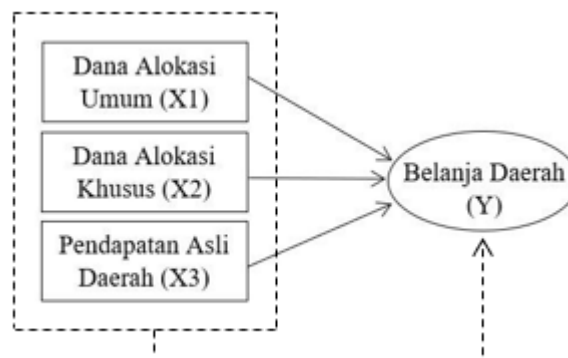 Dana Alokasi
Umum (X1)
Dana Alokasi
Khusus (X2)
Pendapatan Asli
Daerah (X3)
Belanja Daerah
(Y)